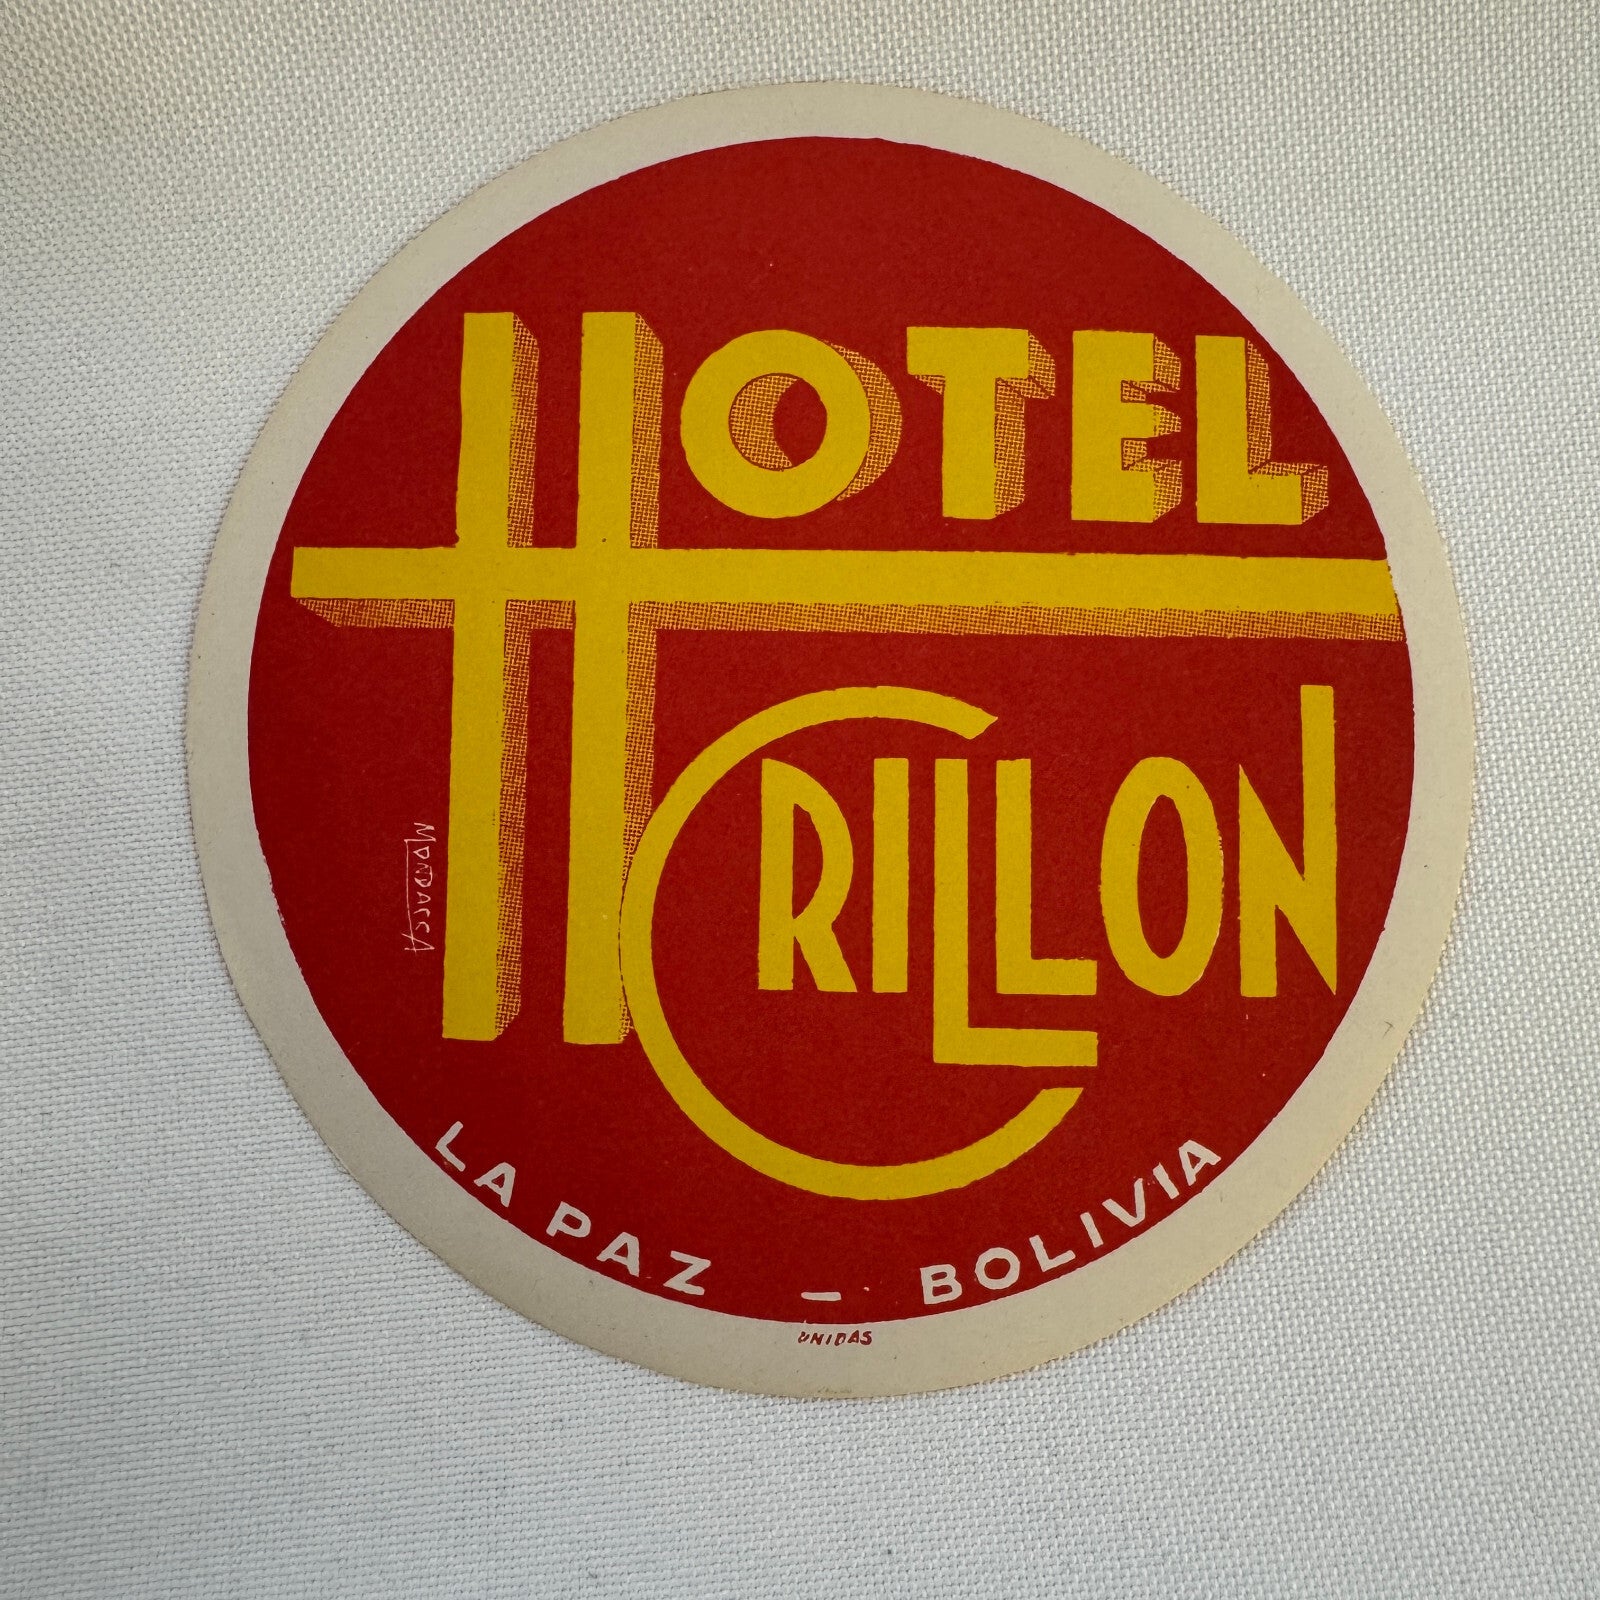 HOTEL
CRILLON
LA PAZ — BOLIVIA
UNIDAS